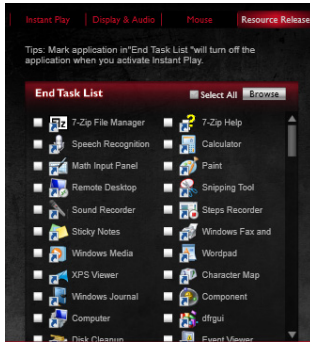 Instant Play | Display & Audio | Mouse | Resource Release
Tips: Mark application in"End Task List "will turn off the
application when you activate Instant Play.
End Task List Select All Browse
7-Zip File Manager 7-Zip Help
Speech Recognition Calculator
Math Input Panel Paint
Remote Desktop Snipping Tool
Sound Recorder Steps Recorder
Sticky Notes Windows Fax and
Windows Media Wordpad
XPS Viewer Character Map
Windows Journal Component
Computer dfrgui
Disk Cleanup Event Viewer